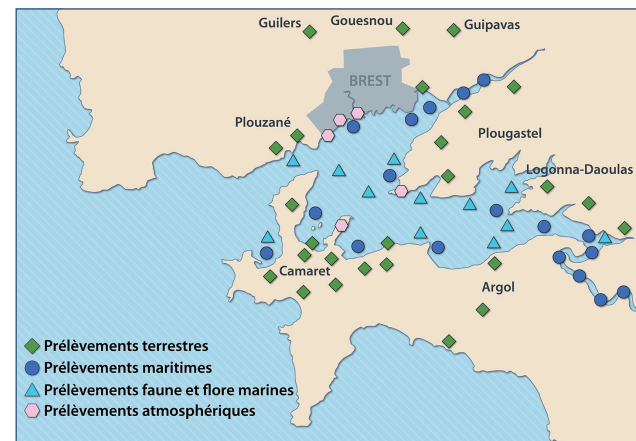 Guilers
Gouesnou
Guipavas
BREST
Plouzané
Plougastel
Logonna-Daoulas
Camaret
Argol
Prélèvements terrestres
Prélèvements maritimes
Prélèvements faune et flore marines
Prélèvements atmosphériques